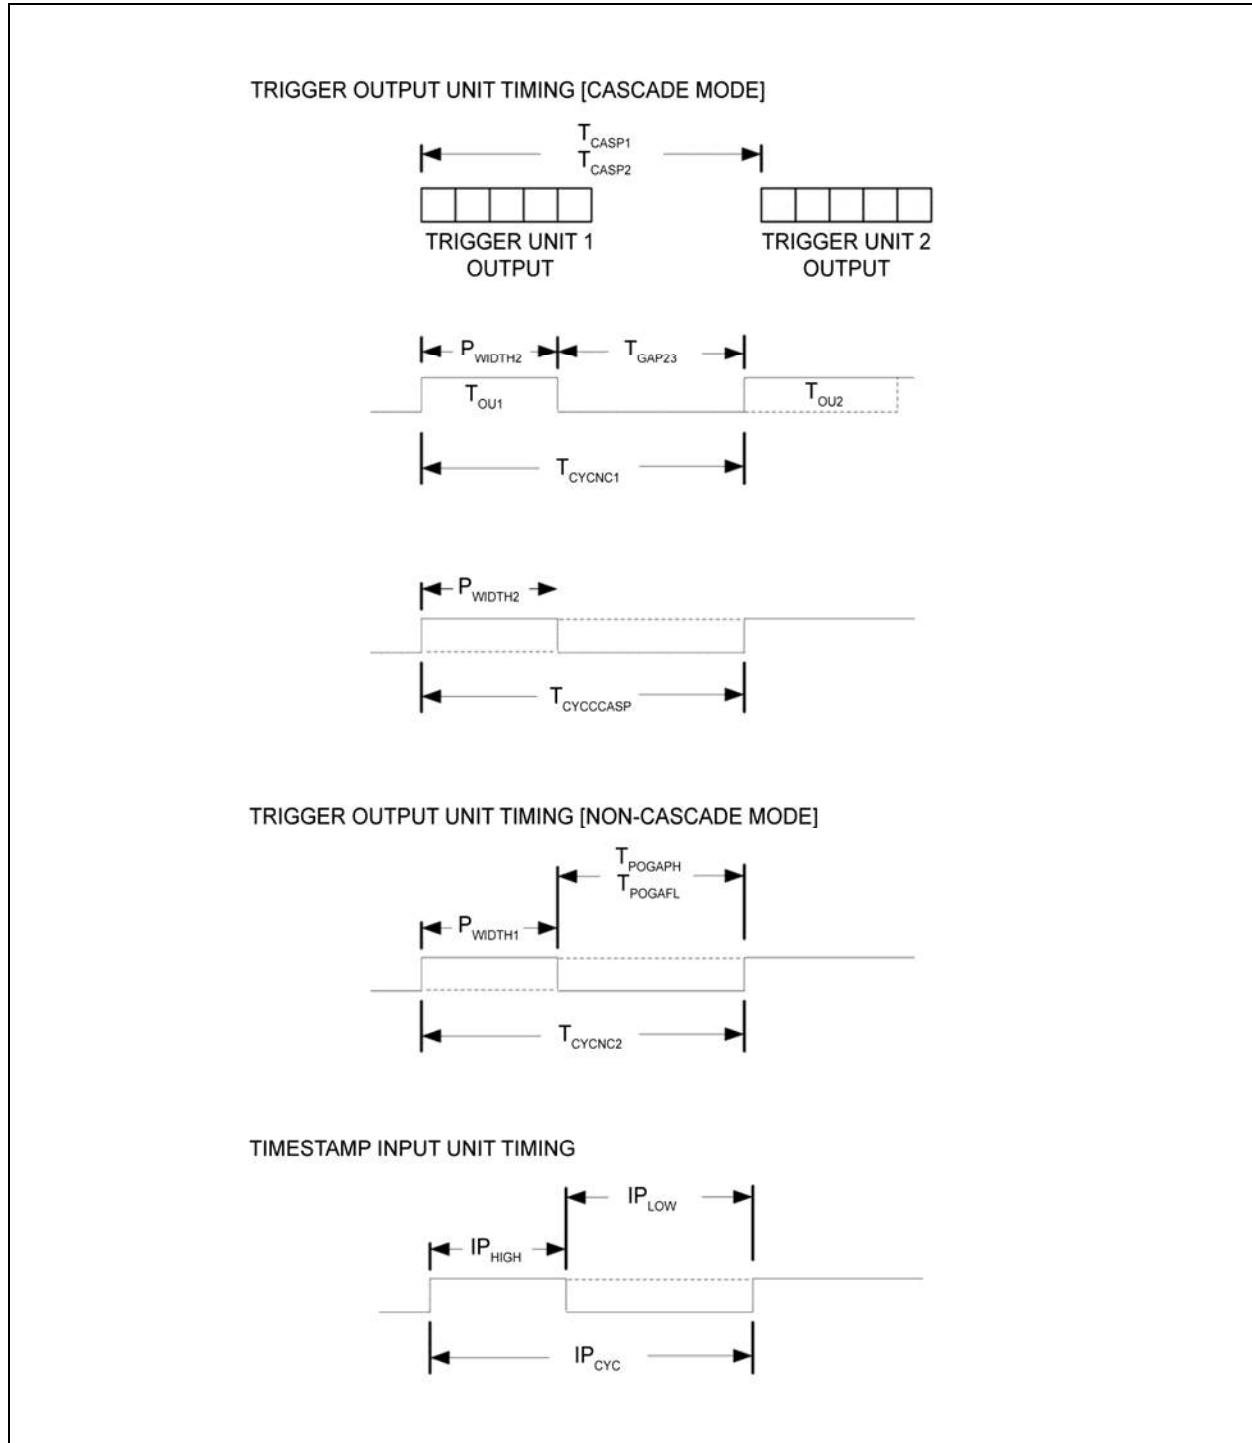 TRIGGER OUTPUT UNIT TIMING [CASCADE MODE]
TCASP1
TCASP2
TRIGGER UNIT 1
OUTPUT
TRIGGER UNIT 2
OUTPUT
PWIDTH2
TGAP23
TOU1
TOU2
TCYCNC1
PWIDTH2
TCYCCCASP
TRIGGER OUTPUT UNIT TIMING [NON-CASCADE MODE]
TPOGAPH
TPOGAFL
PWIDTH1
TCYCNC2
TIMESTAMP INPUT UNIT TIMING
IPLOW
IPHIGH
IPCYC